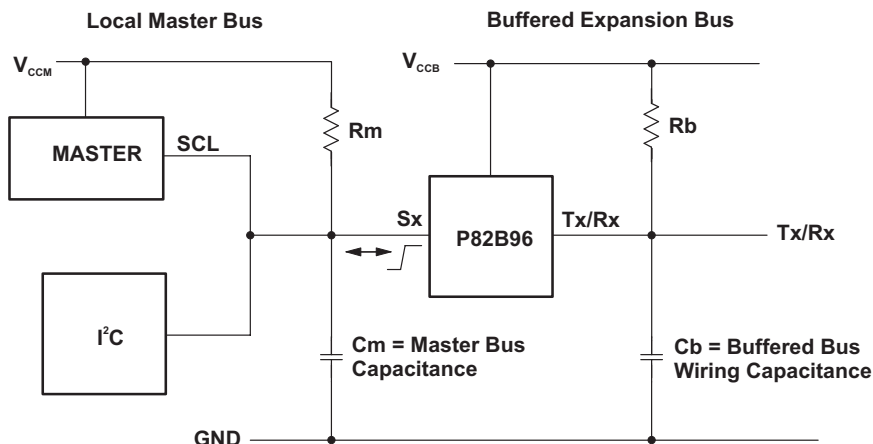 Local Master Bus
Buffered Expansion Bus
VCCM
VCCB
Rm
Rb
MASTER
SCL
Sx
P82B96
Tx/Rx
Tx/Rx
I²C
Cm = Master Bus
Capacitance
Cb = Buffered Bus
Wiring Capacitance
GND